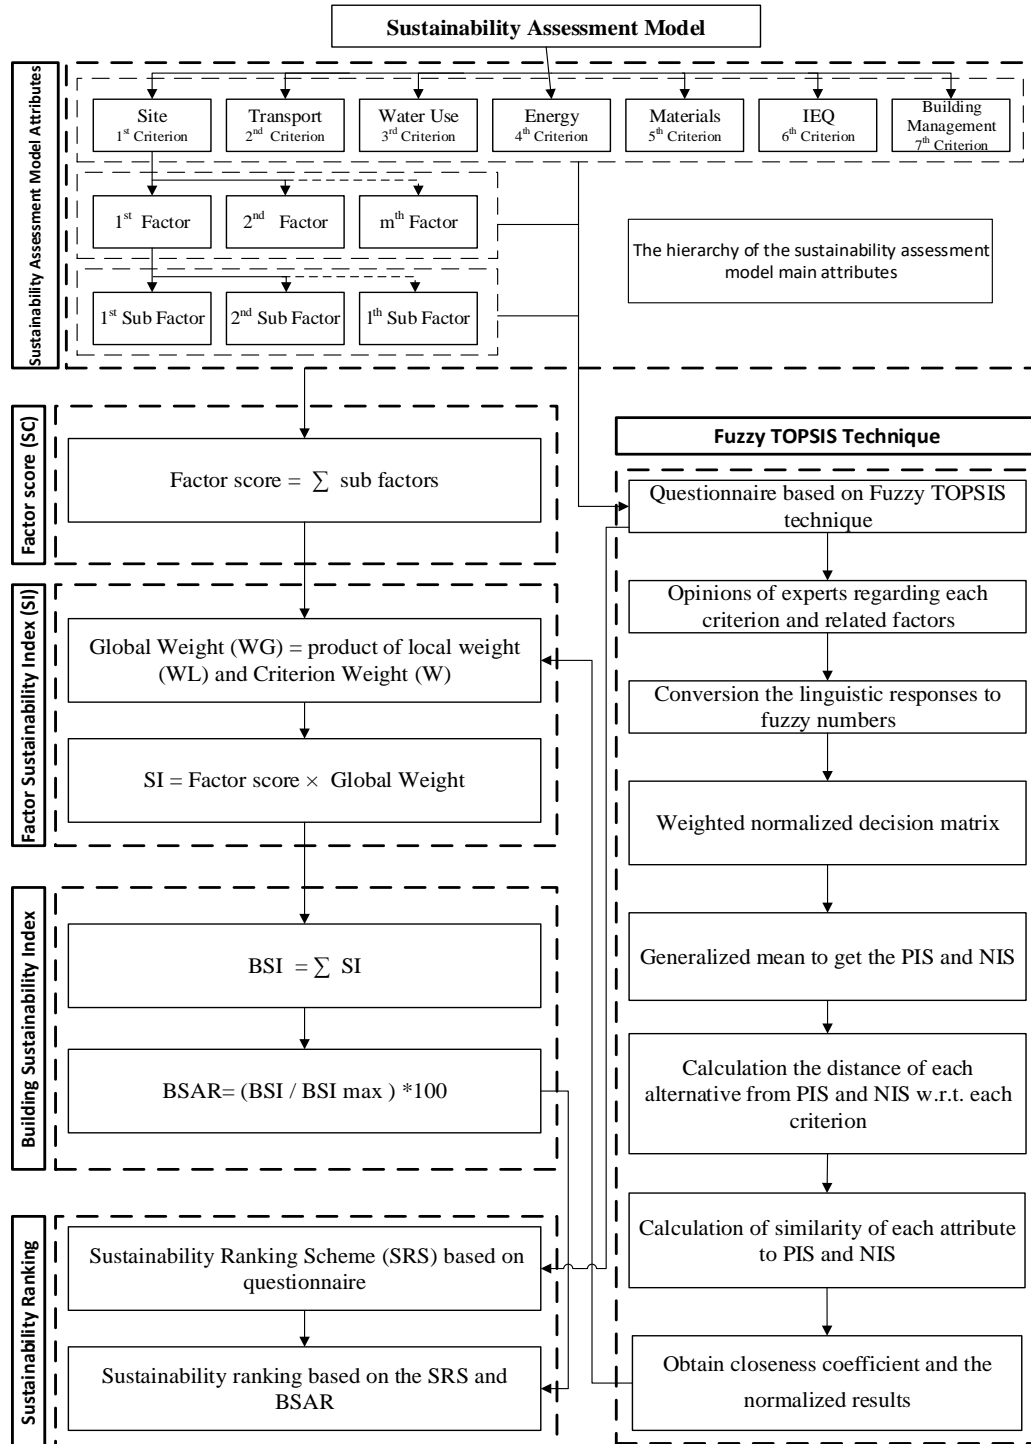 Sustainability Assessment Model
Sustainability Assessment Model Attributes
Site
1st Criterion
Transport
2nd Criterion
Water Use
3rd Criterion
Energy
4th Criterion
Materials
5th Criterion
IEQ
6th Criterion
Building
Management
7th Criterion
1st Factor
2nd Factor
mth Factor
The hierarchy of the sustainability assessment
model main attributes
1st Sub Factor
2nd Sub Factor
lth Sub Factor
Factor score (SC)
Factor score = ∑ sub factors
Factor Sustainability Index (SI)
Global Weight (WG) = product of local weight
(WL) and Criterion Weight (W)
SI = Factor score × Global Weight
Building Sustainability Index
BSI = ∑ SI
BSAR= (BSI / BSI max ) *100
Sustainability Ranking
Sustainability Ranking Scheme (SRS) based on
questionnaire
Sustainability ranking based on the SRS and
BSAR
Fuzzy TOPSIS Technique
Questionnaire based on Fuzzy TOPSIS
technique
Opinions of experts regarding each
criterion and related factors
Conversion the linguistic responses to
fuzzy numbers
Weighted normalized decision matrix
Generalized mean to get the PIS and NIS
Calculation the distance of each
alternative from PIS and NIS w.r.t. each
criterion
Calculation of similarity of each attribute
to PIS and NIS
Obtain closeness coefficient and the
normalized results